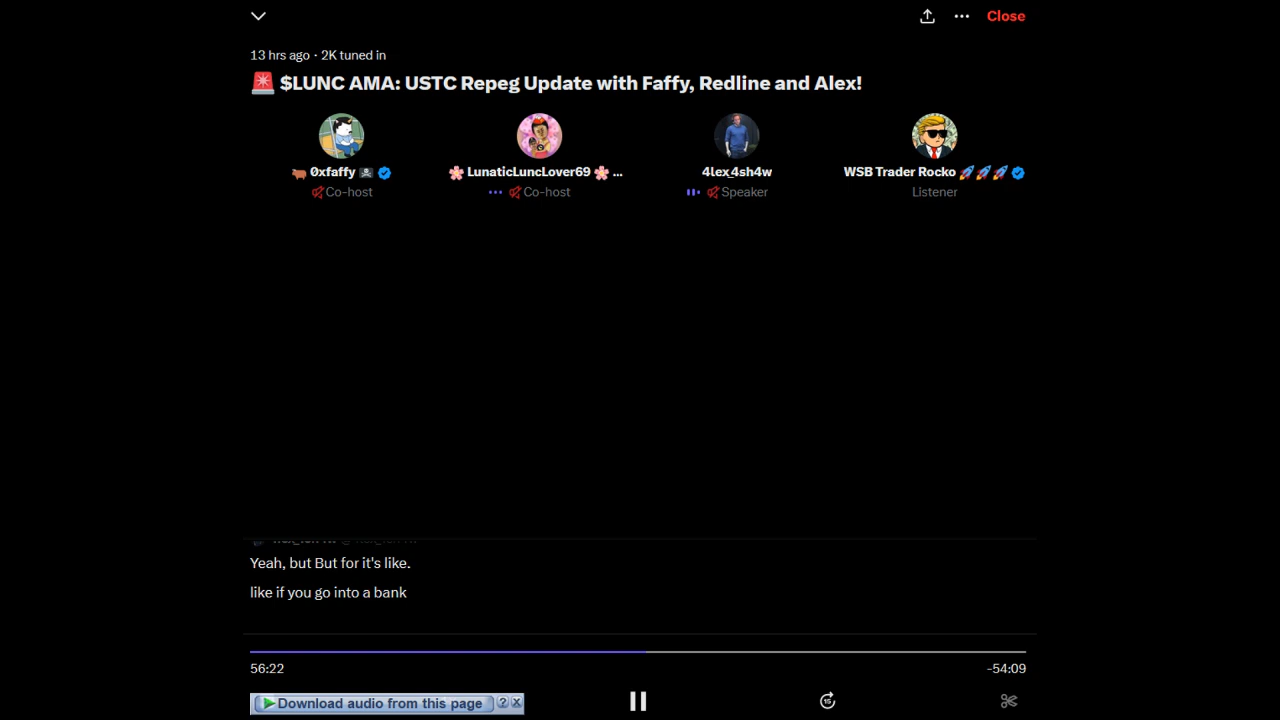 Close
13 hrs ago · 2K tuned in
🚨 $LUNC AMA: USTC Repeg Update with Faffy, Redline and Alex!
🐂 0xfaffy 🏴‍☠️
Co-host
🌸 LunaticLuncLover69 🌸 ...
Co-host
4lex_4sh4w
Speaker
WSB Trader Rocko 🚀🚀🚀
Listener
Yeah, but But for it's like.
like if you go into a bank
56:22
-54:09
Download audio from this page ? X
15